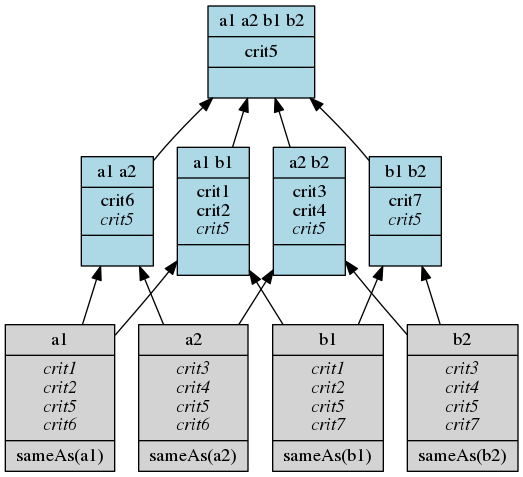 a1 a2 b1 b2
crit5
a1 a2
crit6
crit5
a1 b1
crit1
crit2
crit5
a2 b2
crit3
crit4
crit5
b1 b2
crit7
crit5
a1
crit1
crit2
crit5
crit6
sameAs(a1)
a2
crit3
crit4
crit5
crit6
sameAs(a2)
b1
crit1
crit2
crit5
crit7
sameAs(b1)
b2
crit3
crit4
crit5
crit7
sameAs(b2)